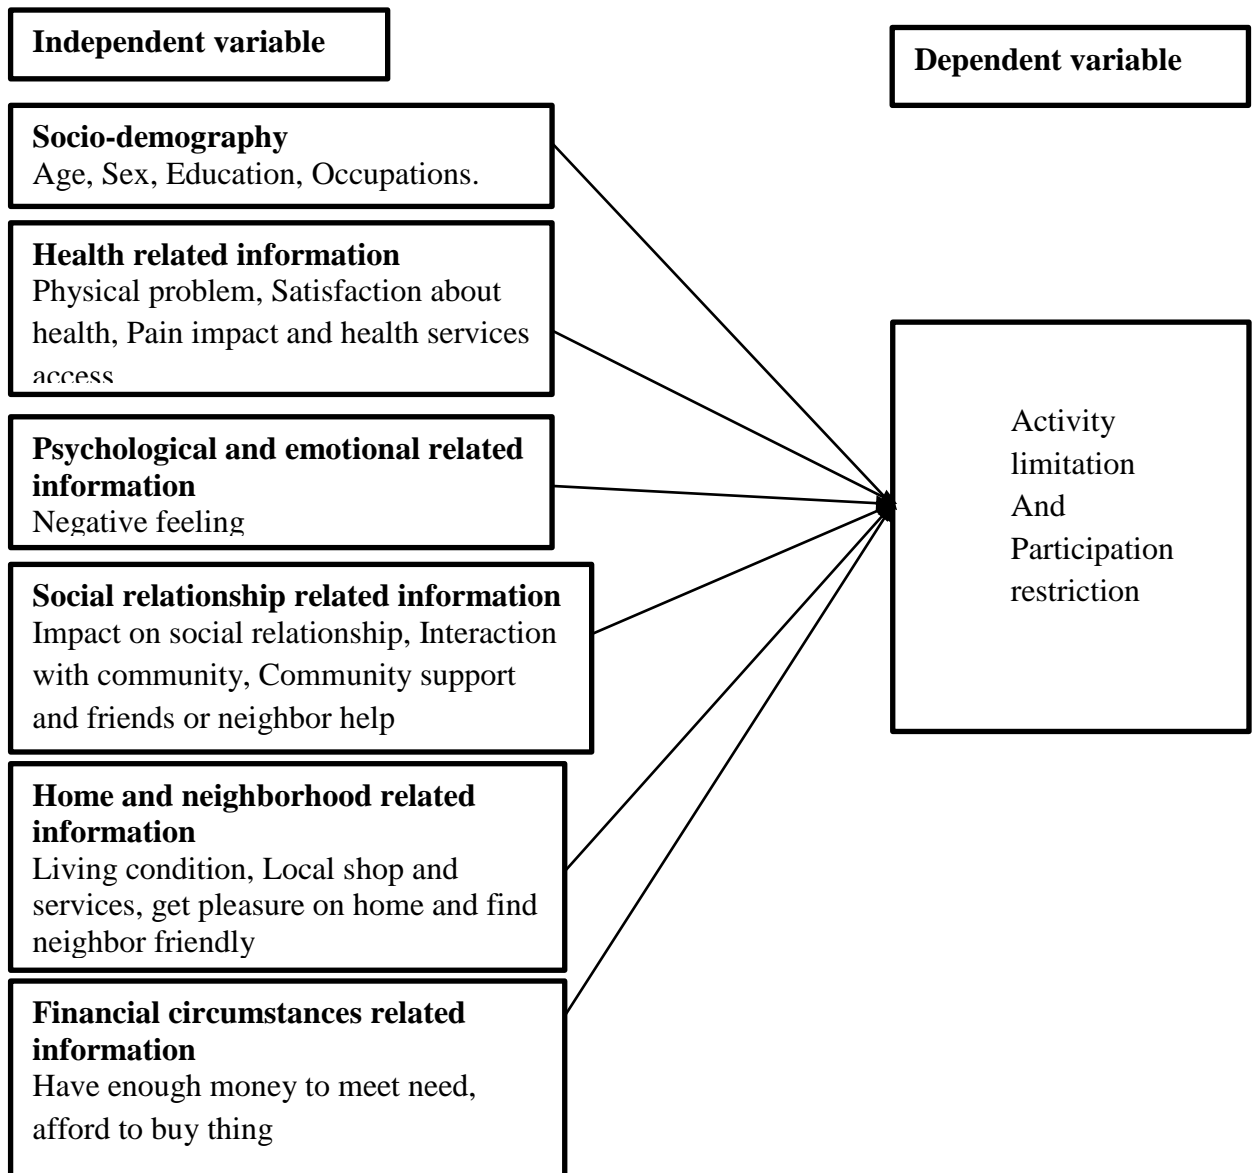 Independent variable
Dependent variable
Socio-demography
Age, Sex, Education, Occupations.
Health related information
Physical problem, Satisfaction about
health, Pain impact and health services
access
Psychological and emotional related
information
Negative feeling
Social relationship related information
Impact on social relationship, Interaction
with community, Community support
and friends or neighbor help
Home and neighborhood related
information
Living condition, Local shop and
services, get pleasure on home and find
neighbor friendly
Financial circumstances related
information
Have enough money to meet need,
afford to buy thing
Activity
limitation
And
Participation
restriction